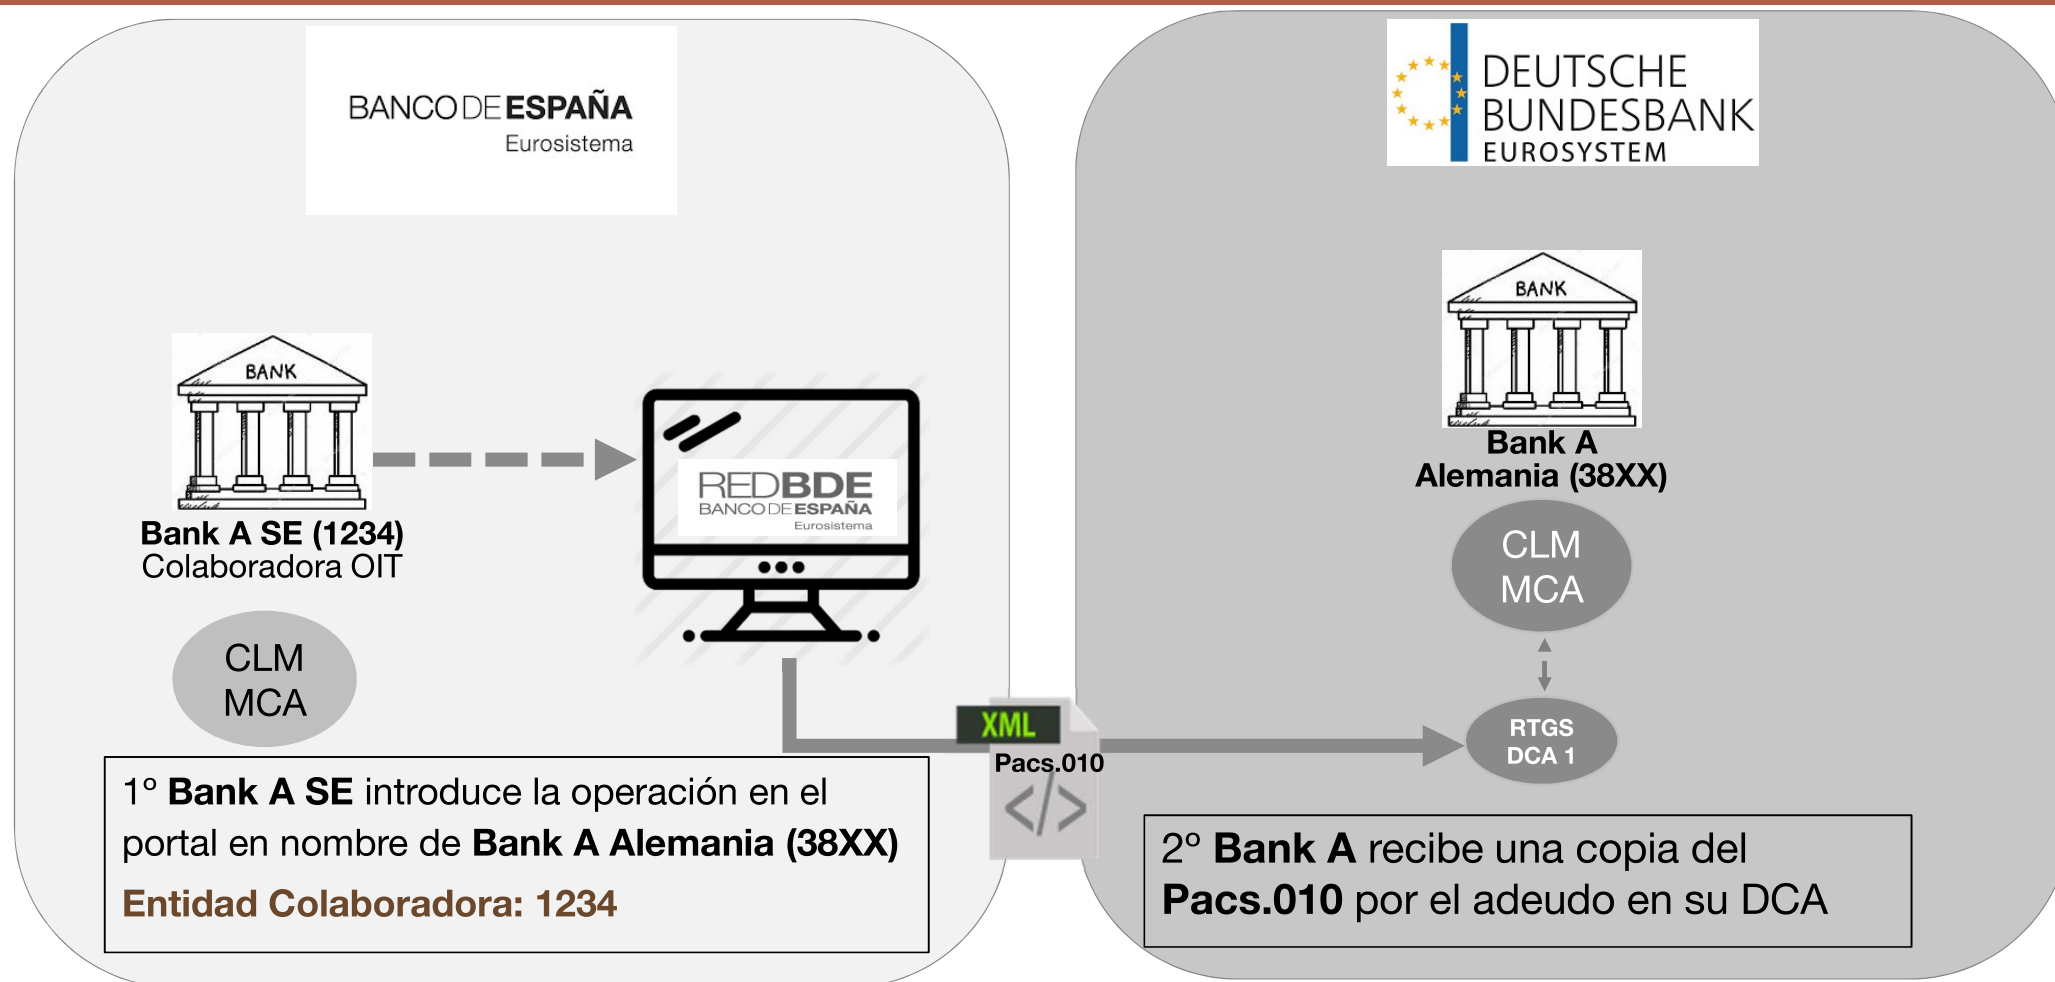 BANCO DE ESPAÑA
Eurosistema
DEUTSCHE
BUNDESBANK
EUROSYSTEM
BANK
Bank A SE (1234)
Colaboradora OIT
CLM
MCA
REDBDE
BANCO DE ESPAÑA
Eurosistema
BANK
Bank A
Alemania (38XX)
CLM
MCA
RTGS
DCA 1
XML
Pacs.010
</>
1º Bank A SE introduce la operación en el
portal en nombre de Bank A Alemania (38XX)
Entidad Colaboradora: 1234
2º Bank A recibe una copia del
Pacs.010 por el adeudo en su DCA